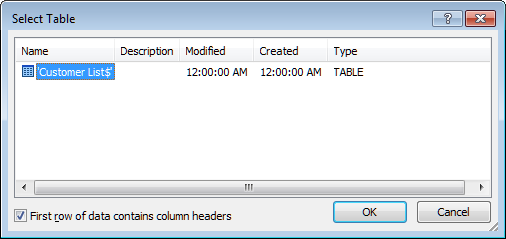 Select Table
Name Description Modified Created Type
'Customer List$' 12:00:00 AM 12:00:00 AM TABLE
First row of data contains column headers
OK Cancel